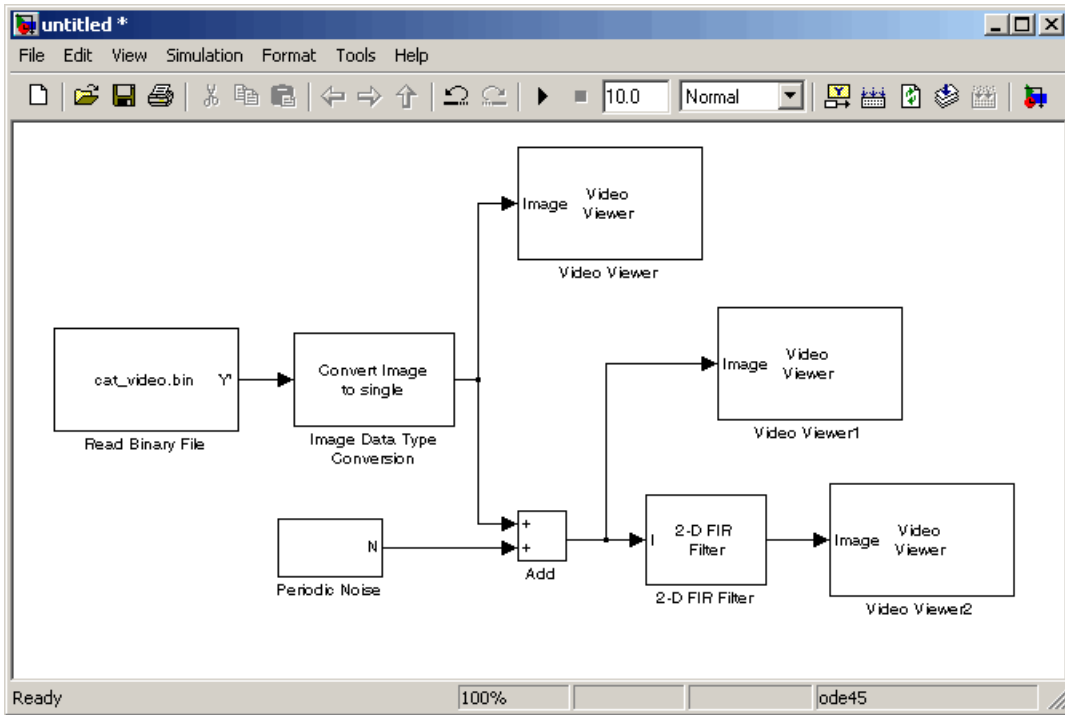 untitled *
File Edit View Simulation Format Tools Help
10.0 Normal
Video
Viewer
Image
Video Viewer
cat_video.bin Y'
Read Binary File
Convert Image
to single
Image Data Type
Conversion
Video
Viewer
Image
Video Viewer1
N
Periodic Noise
+
+
Add
I
2-D FIR
Filter
2-D FIR Filter
Video
Viewer
Image
Video Viewer2
Ready 100% ode45